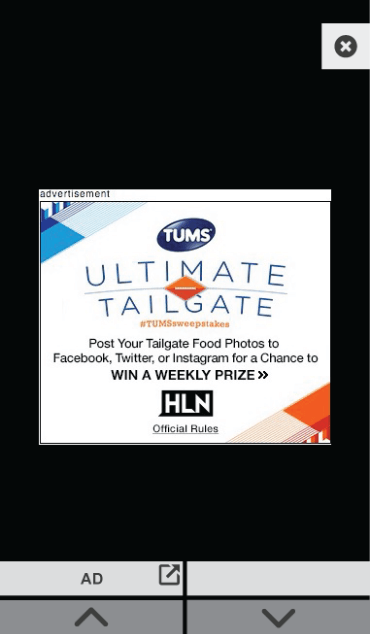 advertisement
TUMS
ULTIMATE
TAILGATE
#TUMSsweepstakes
Post Your Tailgate Food Photos to
Facebook, Twitter, or Instagram for a Chance to
WIN A WEEKLY PRIZE »
HLN
Official Rules
AD